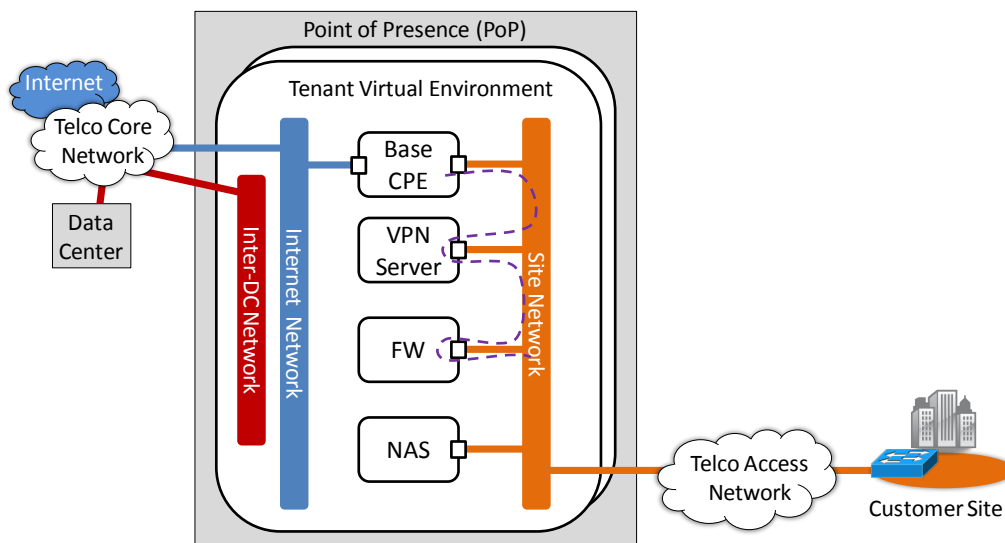 Point of Presence (PoP)
Tenant Virtual Environment
Internet
Telco Core
Network
Data
Center
Inter-DC Network
Internet Network
Base
CPE
VPN
Server
FW
NAS
Site Network
Telco Access
Network
Customer Site